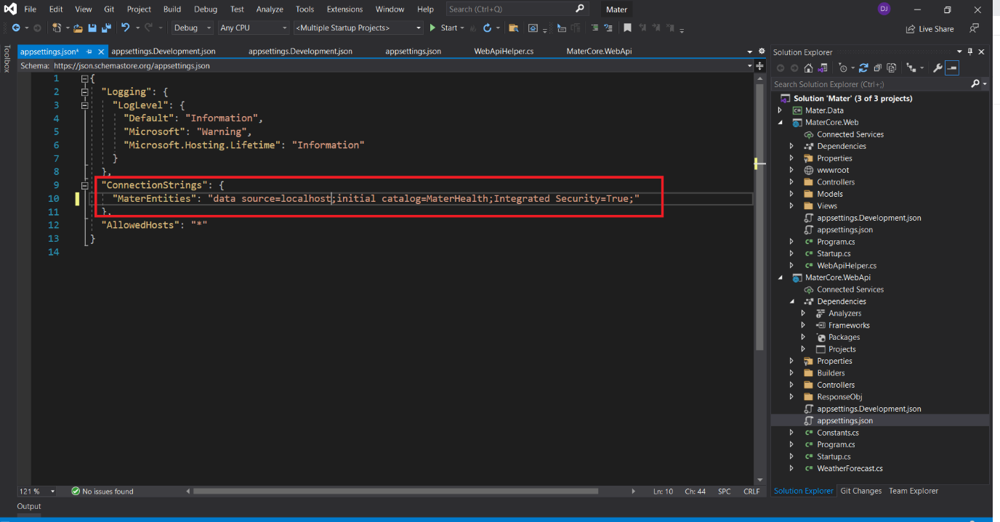 File Edit View Git Project Build Debug Test Analyze Tools Extensions Window Help Search (Ctrl+Q) Mater DJ
Debug Any CPU <Multiple Startup Projects> Start Live Share
Toolbox
appsettings.json* appsettings.Development.json appsettings.Development.json appsettings.json WebApiHelper.cs MaterCore.WebApi
Schema: https://json.schemastore.org/appsettings.json
1 {
2 "Logging": {
3 "LogLevel": {
4 "Default": "Information",
5 "Microsoft": "Warning",
6 "Microsoft.Hosting.Lifetime": "Information"
7 }
8 },
9 "ConnectionStrings": {
10 "MaterEntities": "data source=localhost;initial catalog=MaterHealth;Integrated Security=True;"
11 },
12 "AllowedHosts": "*"
13 }
14
121 % No issues found Ln: 10 Ch: 44 SPC CRLF
Output
Solution Explorer
Search Solution Explorer (Ctrl+;)
Solution 'Mater' (3 of 3 projects)
Mater.Data
MaterCore.Web
Connected Services
Dependencies
Properties
wwwroot
Controllers
Models
Views
appsettings.Development.json
appsettings.json
Program.cs
Startup.cs
WebApiHelper.cs
MaterCore.WebApi
Connected Services
Dependencies
Analyzers
Frameworks
Packages
Projects
Properties
Builders
Controllers
ResponseObj
appsettings.Development.json
appsettings.json
Constants.cs
Program.cs
Startup.cs
WeatherForecast.cs
Solution Explorer Git Changes Team Explorer